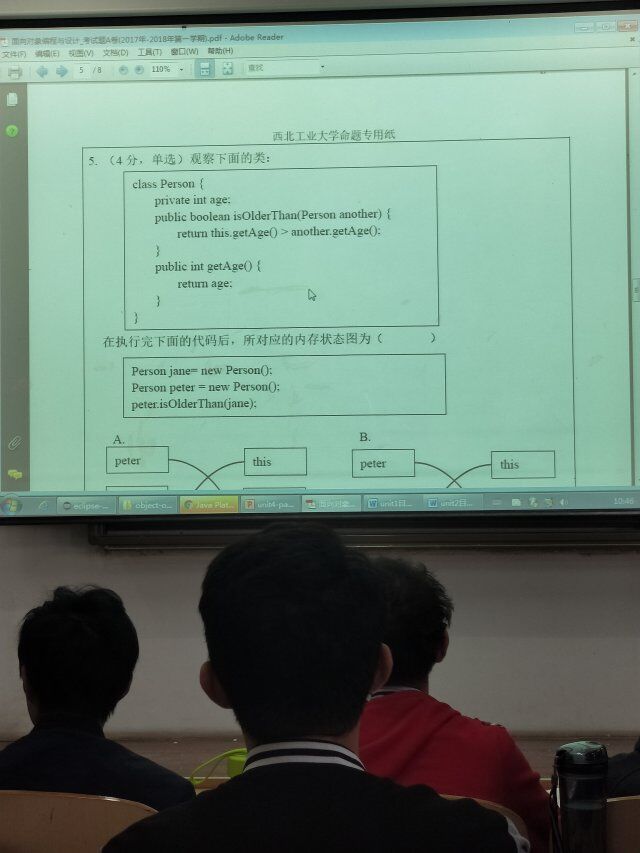 面向对象编程与设计_考试题A卷(2017年-2018年第一学期).pdf - Adobe Reader
文件(F) 编辑(E) 视图(V) 文档(D) 工具(T) 窗口(W) 帮助(H)
5 / 8 110% 查找
西北工业大学命题专用纸
5. （4 分，单选）观察下面的类：
class Person {
private int age;
public boolean isOlderThan(Person another) {
return this.getAge() > another.getAge();
}
public int getAge() {
return age;
}
}
在执行完下面的代码后，所对应的内存状态图为（ ）
Person jane= new Person();
Person peter = new Person();
peter.isOlderThan(jane);
A. B.
peter this peter this
eclipse-... object-o... Java Plat... unit4-pa... 面向对象... unit1目... unit2目... 10:46